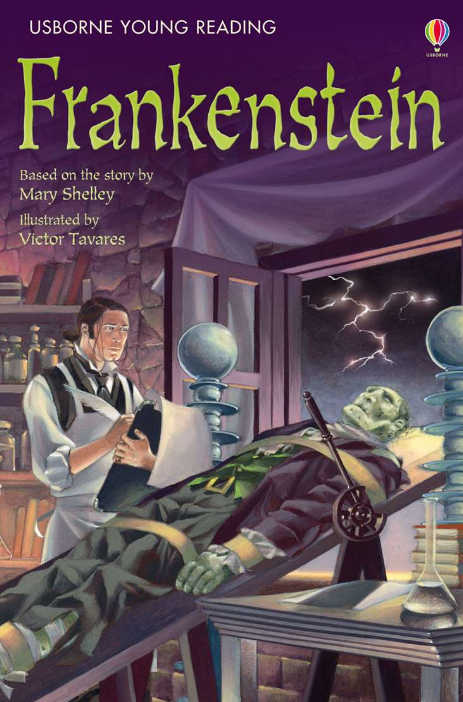 USBORNE YOUNG READING
USBORNE
Frankenstein
Based on the story by
Mary Shelley
Illustrated by
Victor Tavares